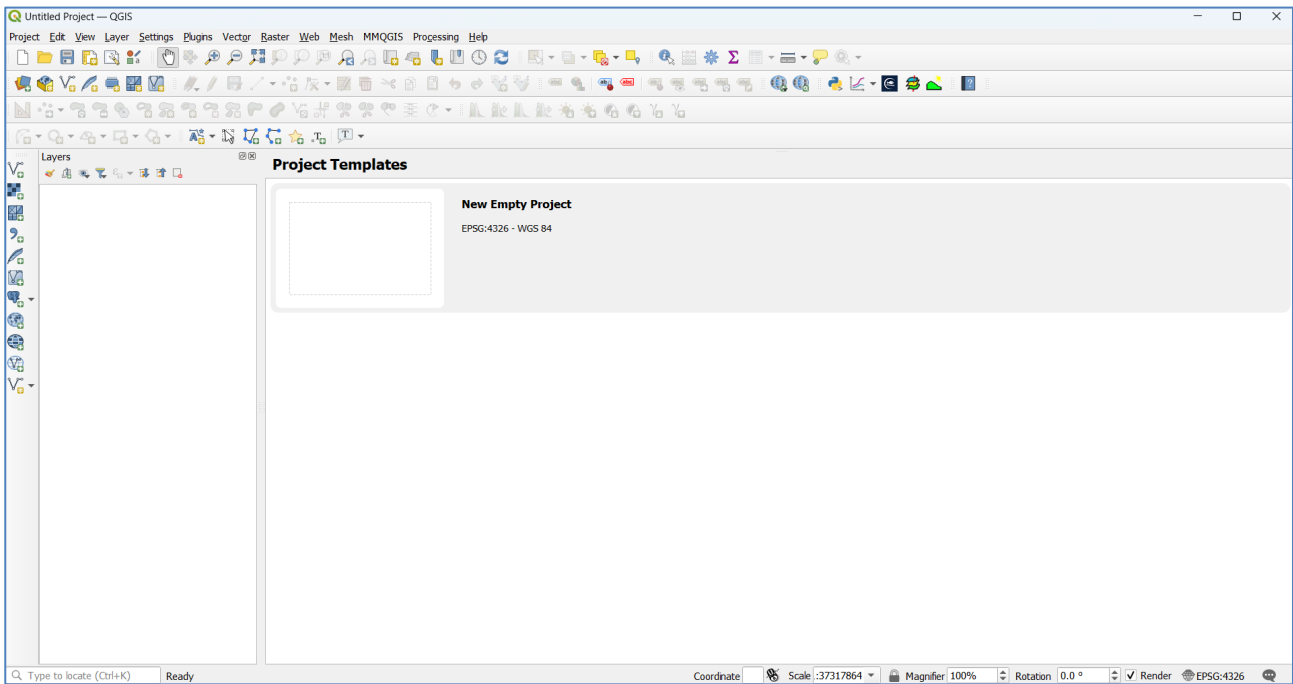 Untitled Project — QGIS
Project Edit View Layer Settings Plugins Vector Raster Web Mesh MMQGIS Processing Help
Layers
Project Templates
New Empty Project
EPSG:4326 - WGS 84
Type to locate (Ctrl+K) Ready Coordinate Scale :37317864 Magnifier 100% Rotation 0.0 ° Render EPSG:4326